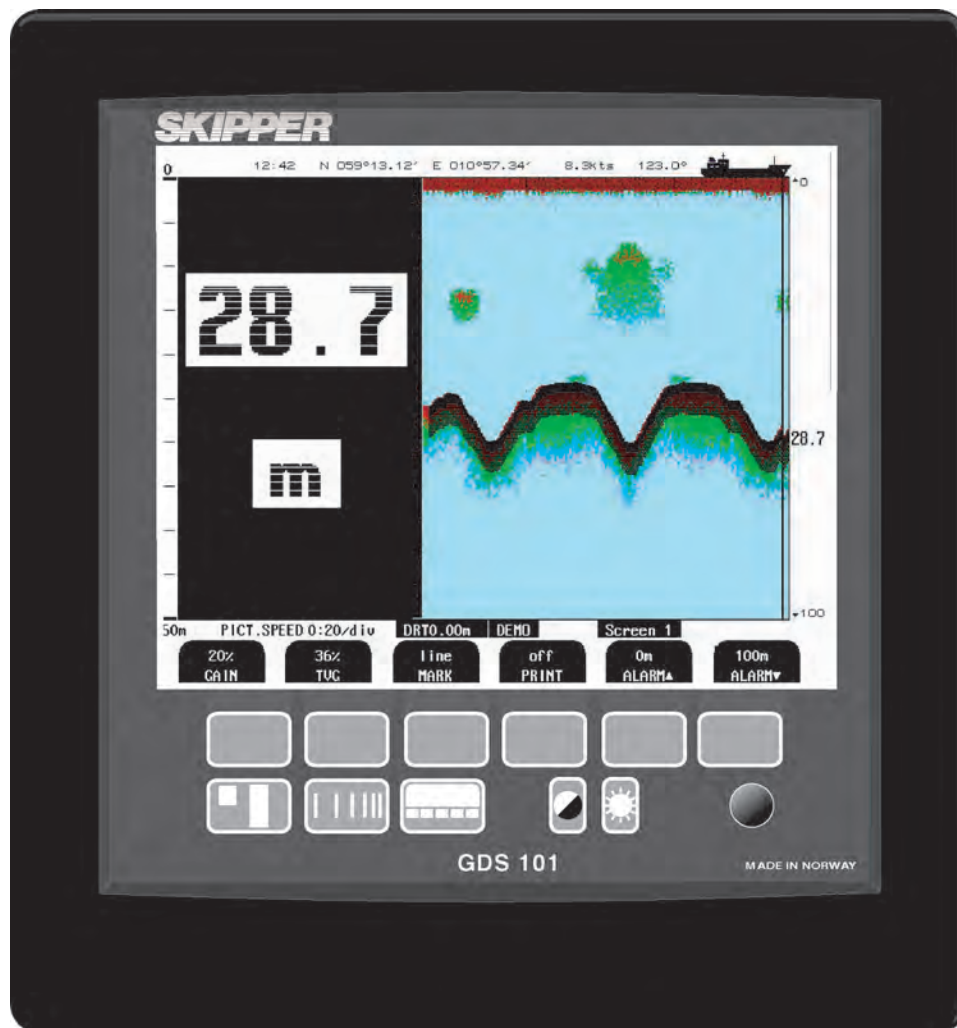 SKIPPER
0 12:42 N 059°13.12' E 010°57.34' 8.3kts 123.0°
0
28.7
m
28.7
100
50m PICT.SPEED 0:20/div DRT0.00m DEMO Screen 1
20% 36% line off 0m 100m
GAIN TVG MARK PRINT ALARM▲ ALARM▼
GDS 101
MADE IN NORWAY